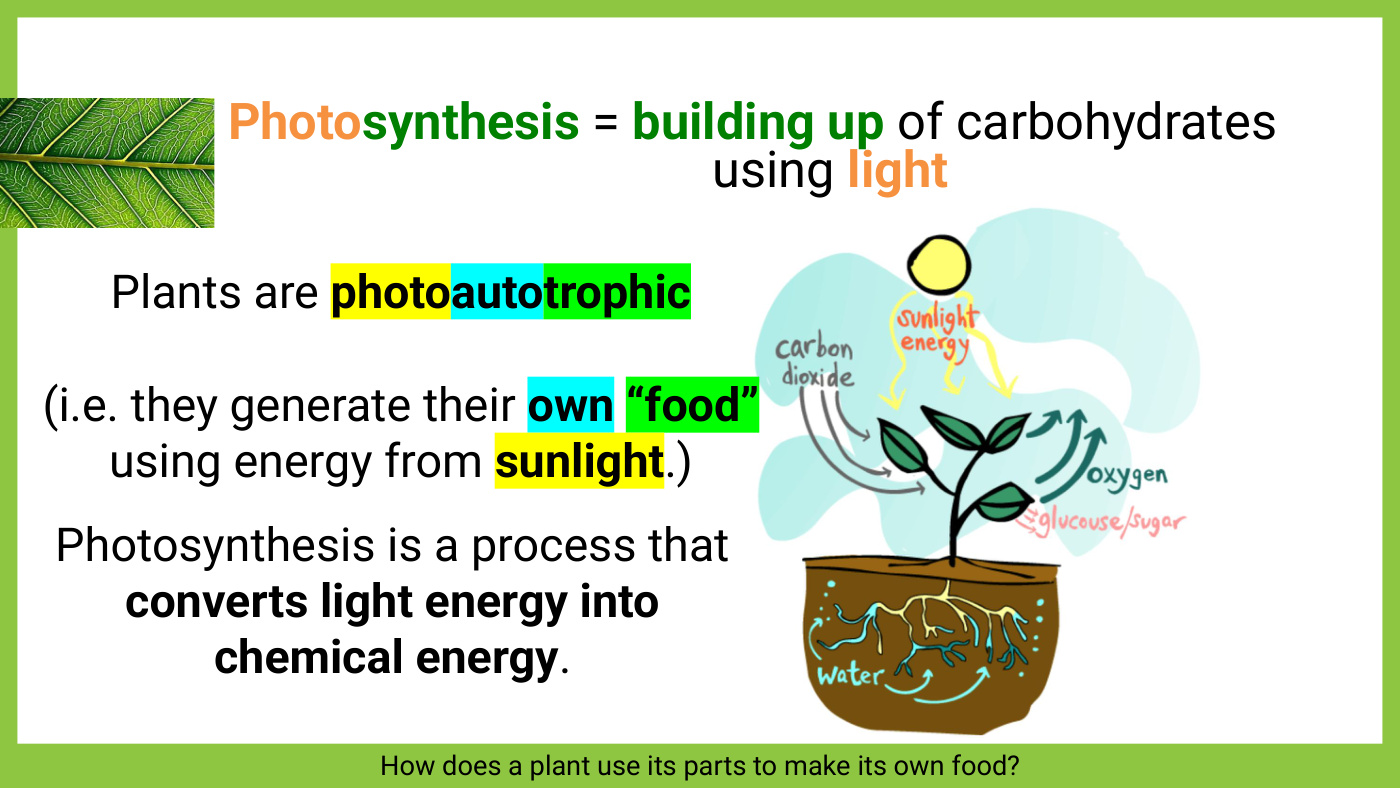 Photosynthesis = building up of carbohydrates
using light
Plants are photoautotrophic
(i.e. they generate their own “food”
using energy from sunlight.)
Photosynthesis is a process that
converts light energy into
chemical energy.
sunlight
energy
carbon
dioxide
oxygen
glucouse/sugar
water
How does a plant use its parts to make its own food?